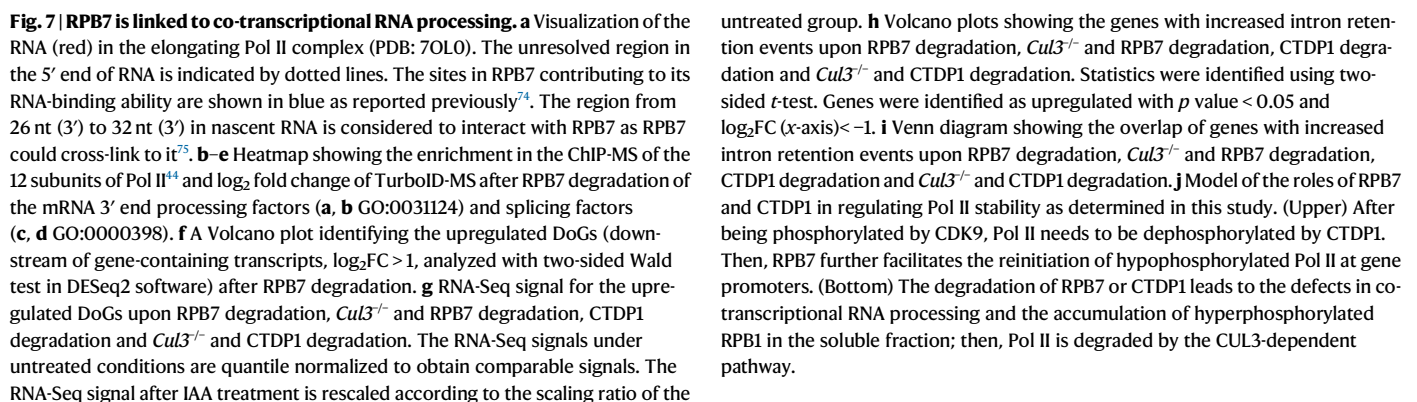 Fig. 7 | RPB7 is linked to co-transcriptional RNA processing. a Visualization of the
RNA (red) in the elongating Pol II complex (PDB: 7OL0). The unresolved region in
the 5′ end of RNA is indicated by dotted lines. The sites in RPB7 contributing to its
RNA-binding ability are shown in blue as reported previously74. The region from
26 nt (3′) to 32 nt (3′) in nascent RNA is considered to interact with RPB7 as RPB7
could cross-link to it75. b–e Heatmap showing the enrichment in the ChIP-MS of the
12 subunits of Pol II44 and log2 fold change of TurboID-MS after RPB7 degradation of
the mRNA 3′ end processing factors (a, b GO:0031124) and splicing factors
(c, d GO:0000398). f A Volcano plot identifying the upregulated DoGs (down-
stream of gene-containing transcripts, log2FC > 1, analyzed with two-sided Wald
test in DESeq2 software) after RPB7 degradation. g RNA-Seq signal for the upre-
gulated DoGs upon RPB7 degradation, Cul3−/− and RPB7 degradation, CTDP1
degradation and Cul3−/− and CTDP1 degradation. The RNA-Seq signals under
untreated conditions are quantile normalized to obtain comparable signals. The
RNA-Seq signal after IAA treatment is rescaled according to the scaling ratio of the
untreated group. h Volcano plots showing the genes with increased intron reten-
tion events upon RPB7 degradation, Cul3−/− and RPB7 degradation, CTDP1 degra-
dation and Cul3−/− and CTDP1 degradation. Statistics were identified using two-
sided t-test. Genes were identified as upregulated with p value < 0.05 and
log2FC (x-axis)< −1. i Venn diagram showing the overlap of genes with increased
intron retention events upon RPB7 degradation, Cul3−/− and RPB7 degradation,
CTDP1 degradation and Cul3−/− and CTDP1 degradation. j Model of the roles of RPB7
and CTDP1 in regulating Pol II stability as determined in this study. (Upper) After
being phosphorylated by CDK9, Pol II needs to be dephosphorylated by CTDP1.
Then, RPB7 further facilitates the reinitiation of hypophosphorylated Pol II at gene
promoters. (Bottom) The degradation of RPB7 or CTDP1 leads to the defects in co-
transcriptional RNA processing and the accumulation of hyperphosphorylated
RPB1 in the soluble fraction; then, Pol II is degraded by the CUL3-dependent
pathway.